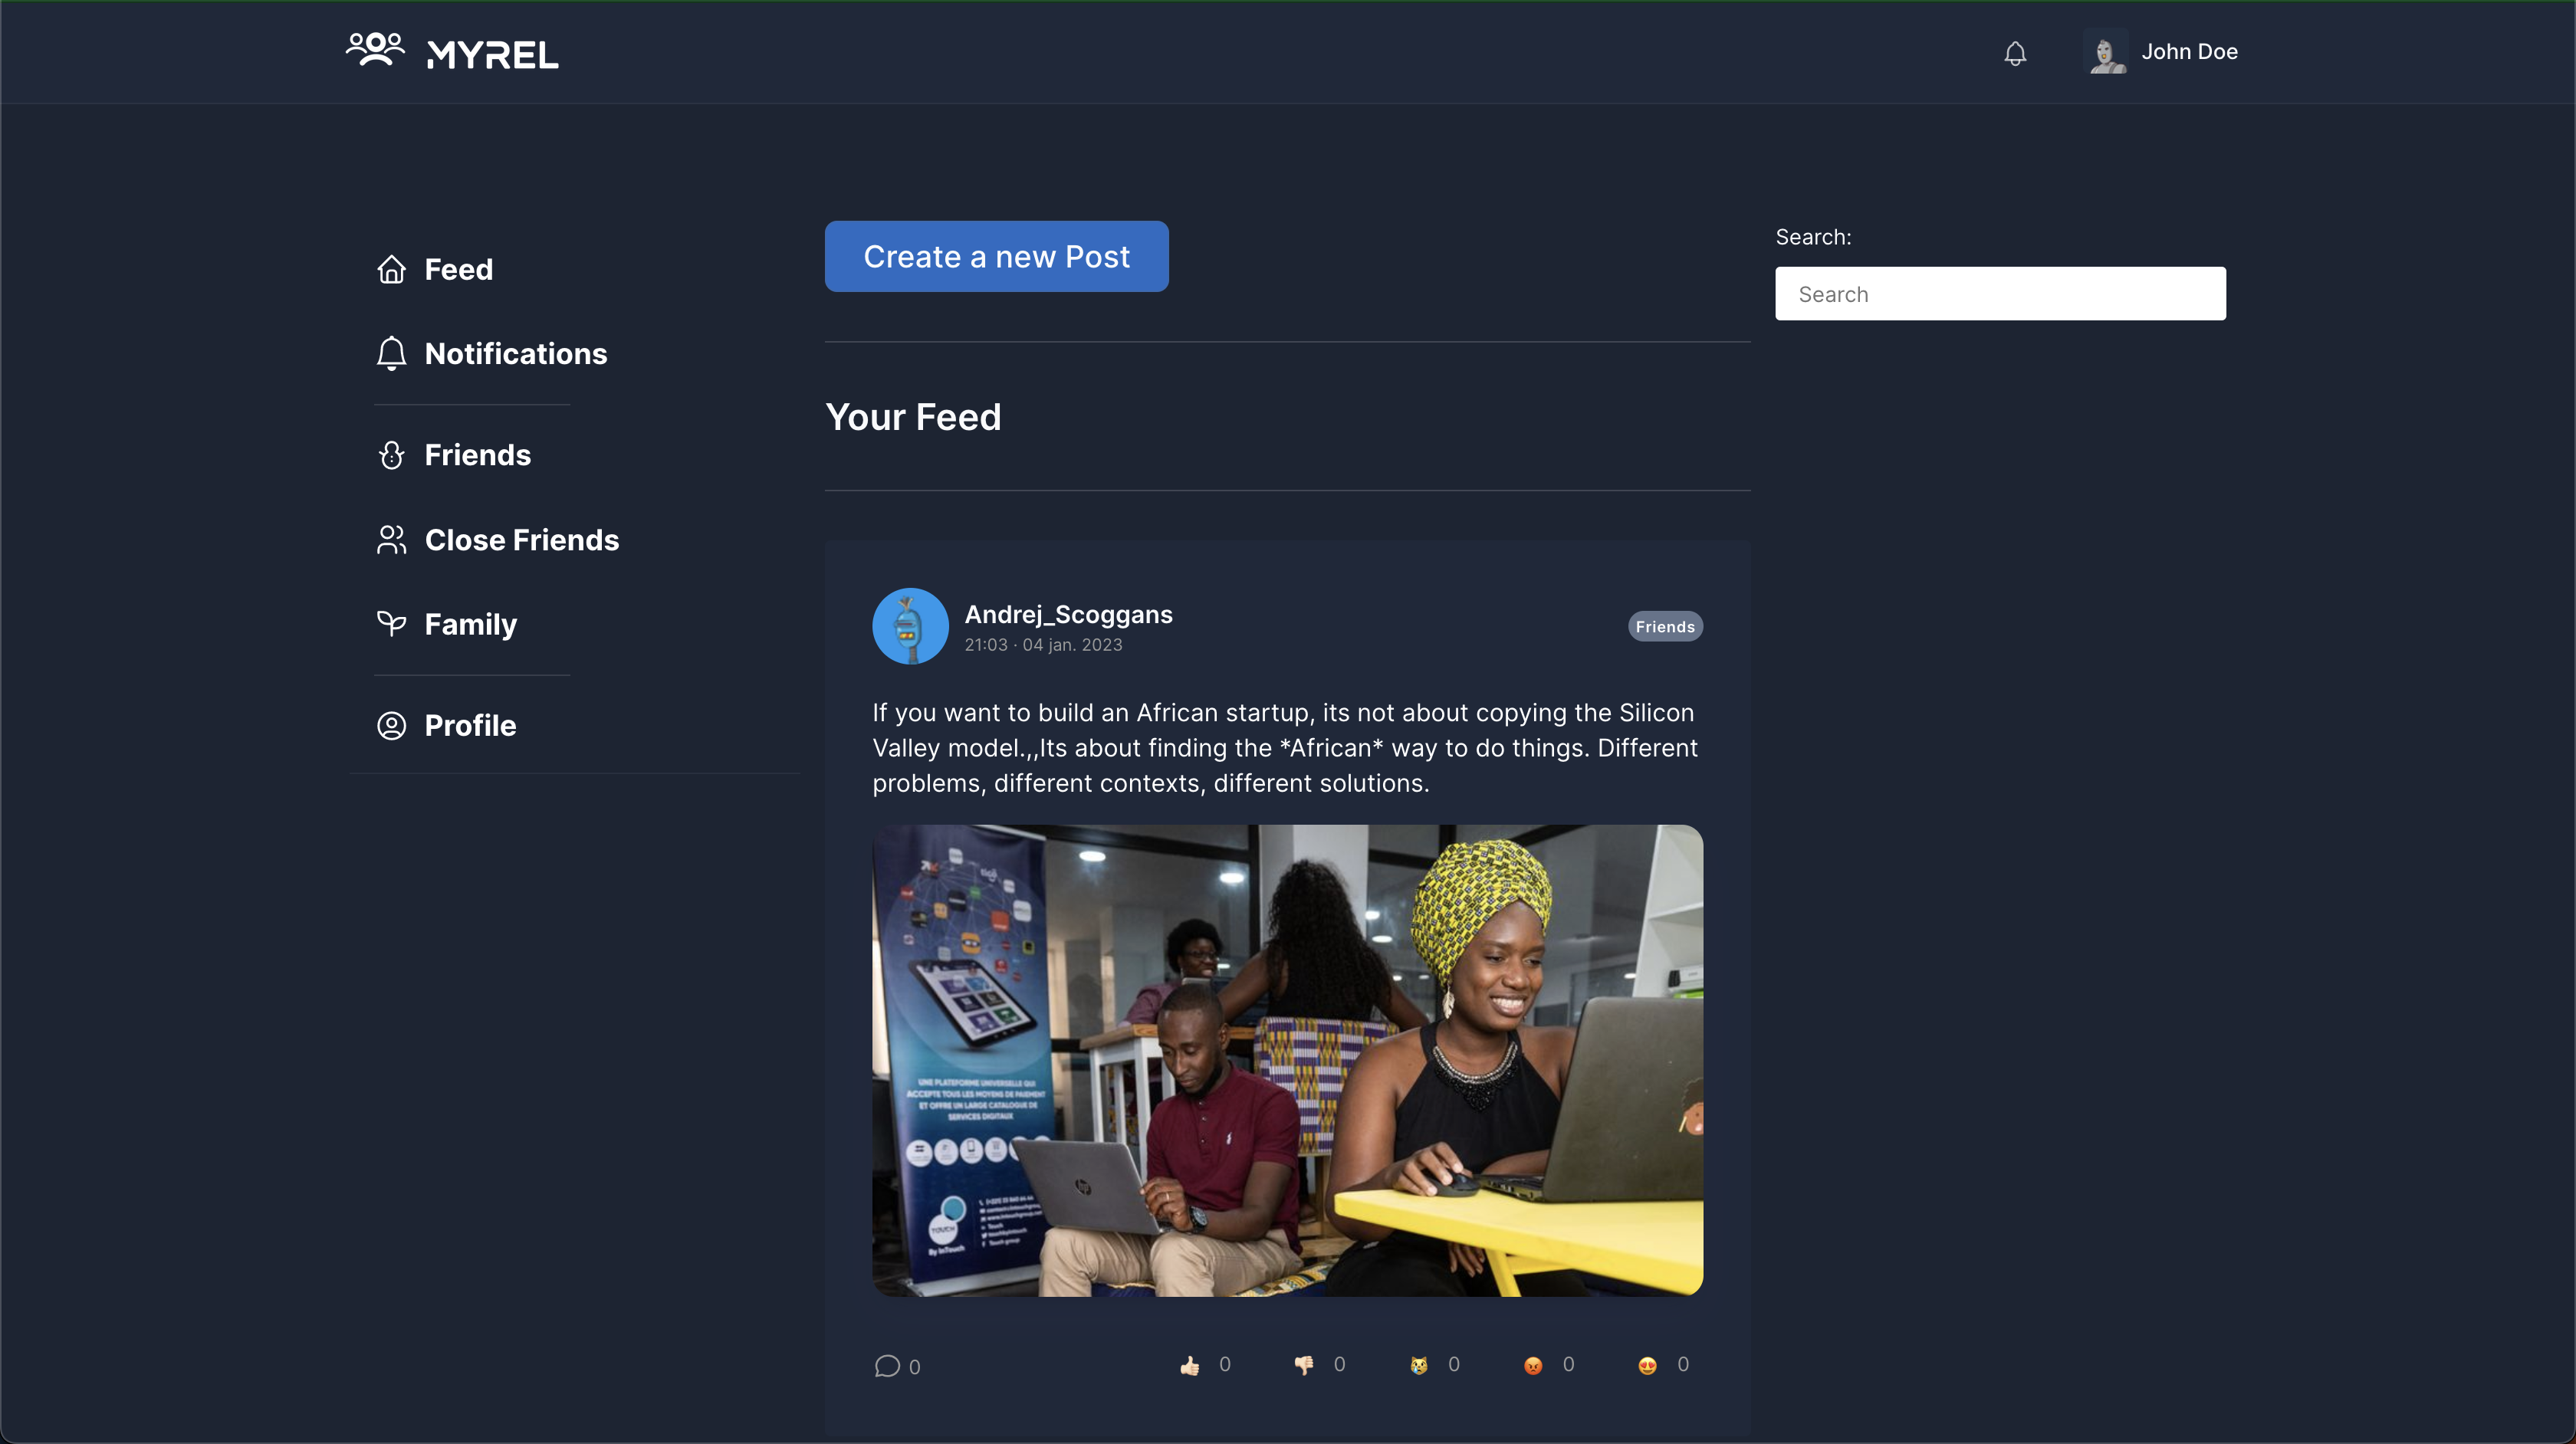 MYREL
John Doe
Feed
Notifications
Friends
Close Friends
Family
Profile
Create a new Post
Your Feed
Andrej_Scoggans
21:03 · 04 jan. 2023
Friends
If you want to build an African startup, its not about copying the Silicon
Valley model.,,Its about finding the *African* way to do things. Different
problems, different contexts, different solutions.
UNE PLATEFORME UNIVERSELLE QUI
ACCEPTE TOUS LES MOYENS DE PAIEMENT
ET OFFRE UN LARGE CATALOGUE DE
SERVICES DIGITAUX
hp
TOUCH
By InTouch
0
0
0
0
0
0
Search:
Search